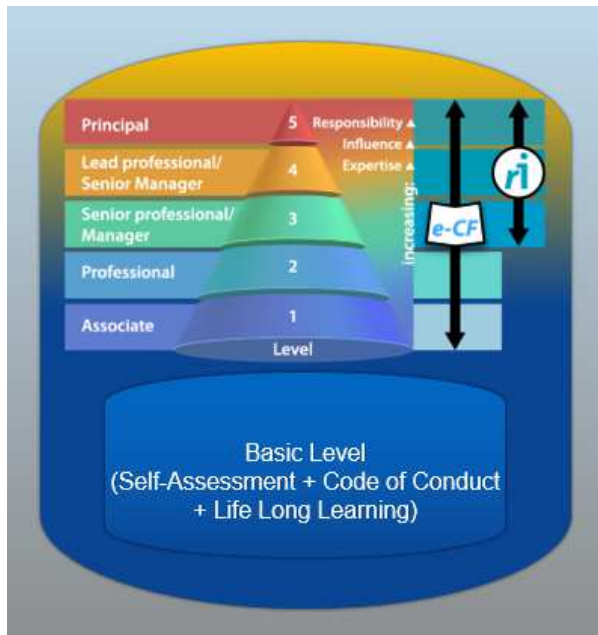 Principal
5
Responsibility ▲
Influence ▲
Expertise ▲
increasing:
Lead professional/
Senior Manager
4
Senior professional/
Manager
3
Professional
2
Associate
1
Level
e-CF
ri
Basic Level
(Self-Assessment + Code of Conduct
+ Life Long Learning)